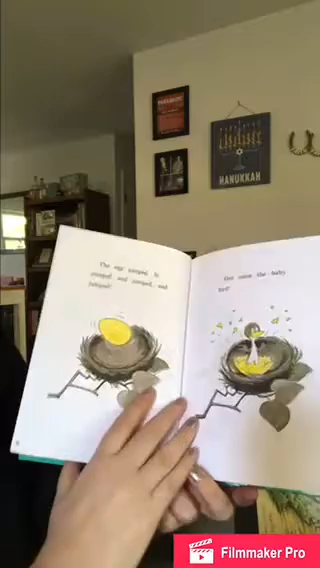 HANUKKAH
The egg jumped. It
jumped and jumped and
jumped!
Out came the baby
bird!
Filmmaker Pro